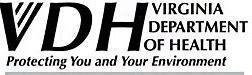 VDH VIRGINIA
DEPARTMENT
OF HEALTH
Protecting You and Your Environment